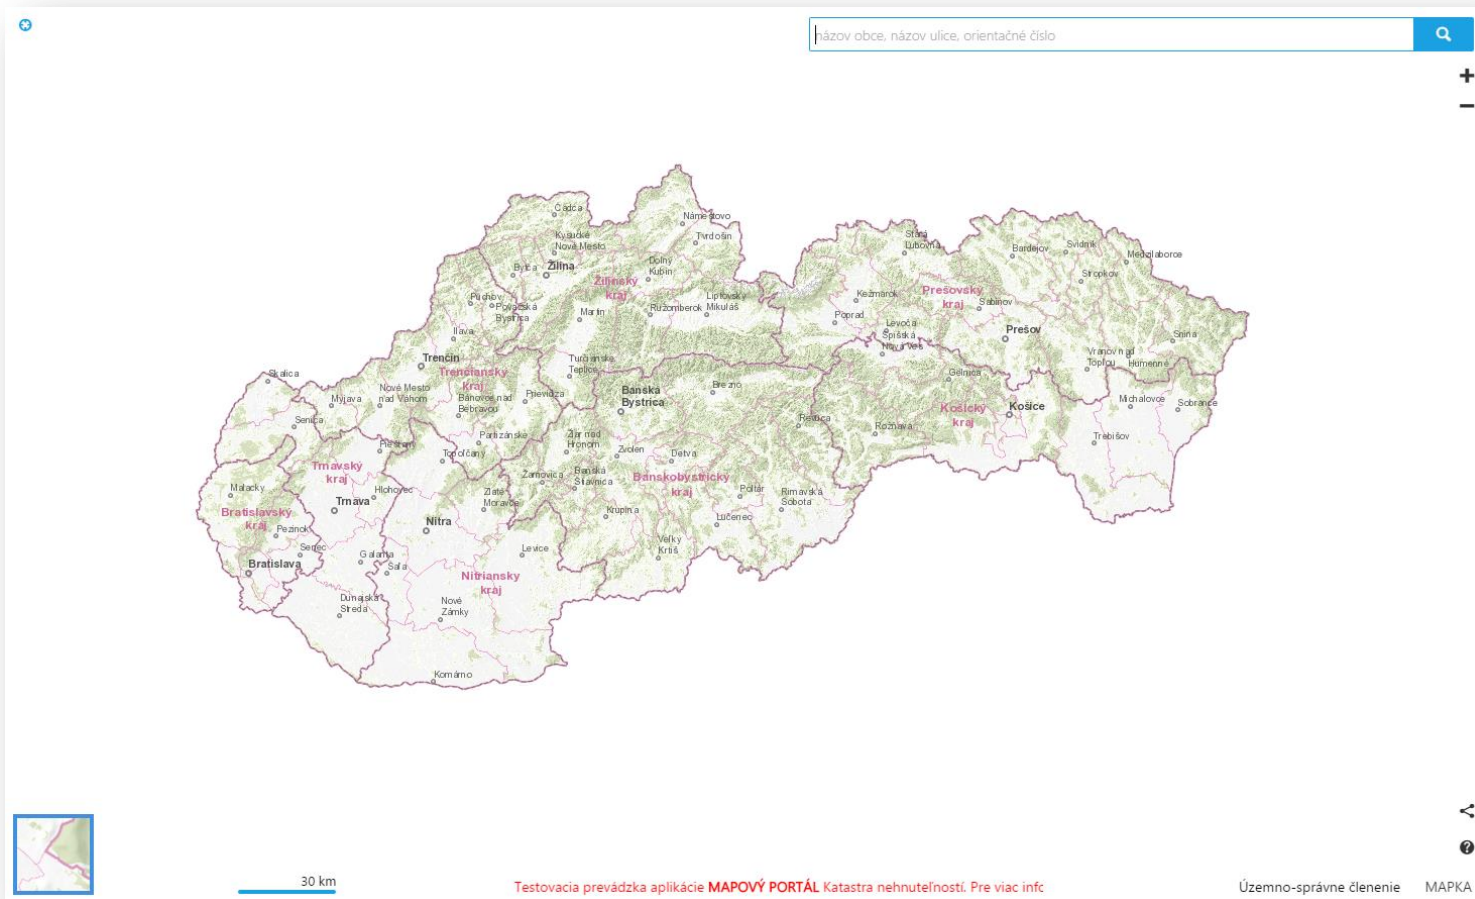 názov obce, názov ulice, orientačné číslo
Čadca
Námestovo
Kysucké
Nové Mesto
Tvrdošín
Stará
Ľubovňa
Bardejov
Svidník
Medzilaborce
Bytča
Žilina
Dolný
Kubín
Stropkov
Žilinský
kraj
Púchov
Považská
Bystrica
Martin
Ružomberok
Liptovský
Mikuláš
Kežmarok
Prešovský
kraj
Sabinov
Poprad
Levoča
Prešov
Ilava
Spišská
Nová Ves
Snina
Trenčín
Turčianske
Teplice
Vranov nad
Topľou
Humenné
Trenčiansky
kraj
Skalica
Gelnica
Nové Mesto
nad Váhom
Banská
Bystrica
Brezno
Myjava
Bánovce nad
Bebravou
Prievidza
Košický
kraj
Košice
Michalovce
Sobrance
Senica
Revúca
Rožňava
Partizánske
Žiar nad
Hronom
Trebišov
Piešťany
Topoľčany
Zvolen
Detva
Trnavský
kraj
Žarnovica
Banská
Štiavnica
Banskobystrický
kraj
Malacky
Hlohovec
Zlaté
Moravce
Poltár
Rimavská
Sobota
Trnava
Bratislavský
kraj
Krupina
Lučenec
Pezinok
Nitra
Senec
Galanta
Levice
Veľký
Krtíš
Bratislava
Šaľa
Nitriansky
kraj
Dunajská
Streda
Nové
Zámky
Komárno
30 km
Testovacia prevádzka aplikácie MAPOVÝ PORTÁL Katastra nehnuteľností. Pre viac info
Územno-správne členenie
MAPKA